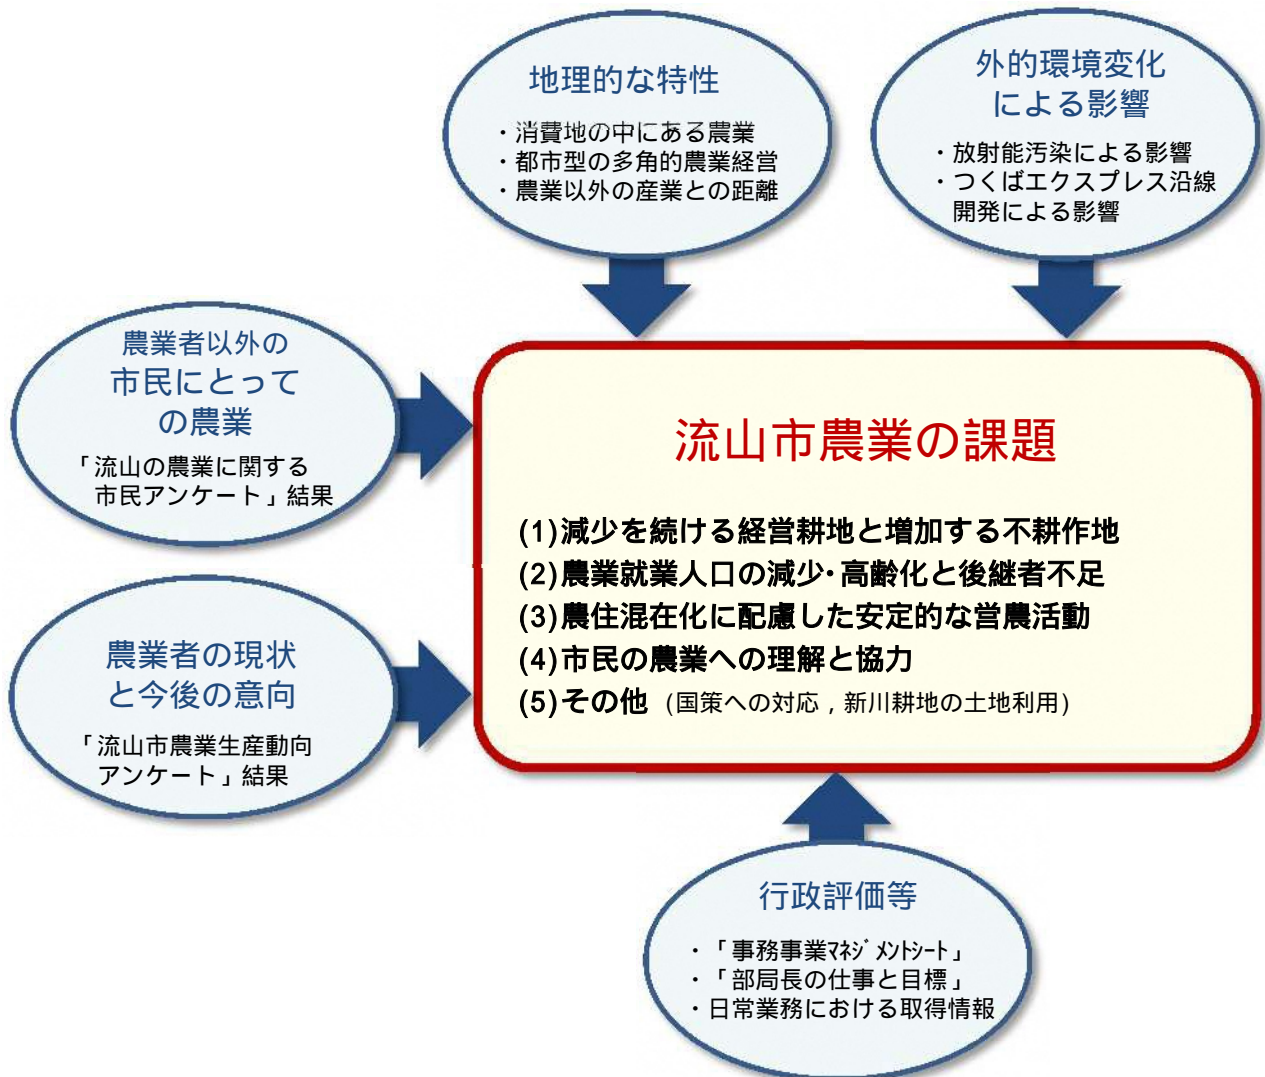 地理的な特性
・消費地の中にある農業
・都市型の多角的農業経営
・農業以外の産業との距離
外的環境変化
による影響
・放射能汚染による影響
・つくばエクスプレス沿線
開発による影響
農業者以外の
市民にとって
の農業
「流山の農業に関する
市民アンケート」結果
農業者の現状
と今後の意向
「流山市農業生産動向
アンケート」結果
流山市農業の課題
(1)減少を続ける経営耕地と増加する不耕作地
(2)農業就業人口の減少・高齢化と後継者不足
(3)農住混在化に配慮した安定的な営農活動
(4)市民の農業への理解と協力
(5)その他 (国策への対応，新川耕地の土地利用)
行政評価等
・「事務事業ﾏﾈｼﾞﾒﾝﾄｼｰﾄ」
・「部局長の仕事と目標」
・日常業務における取得情報